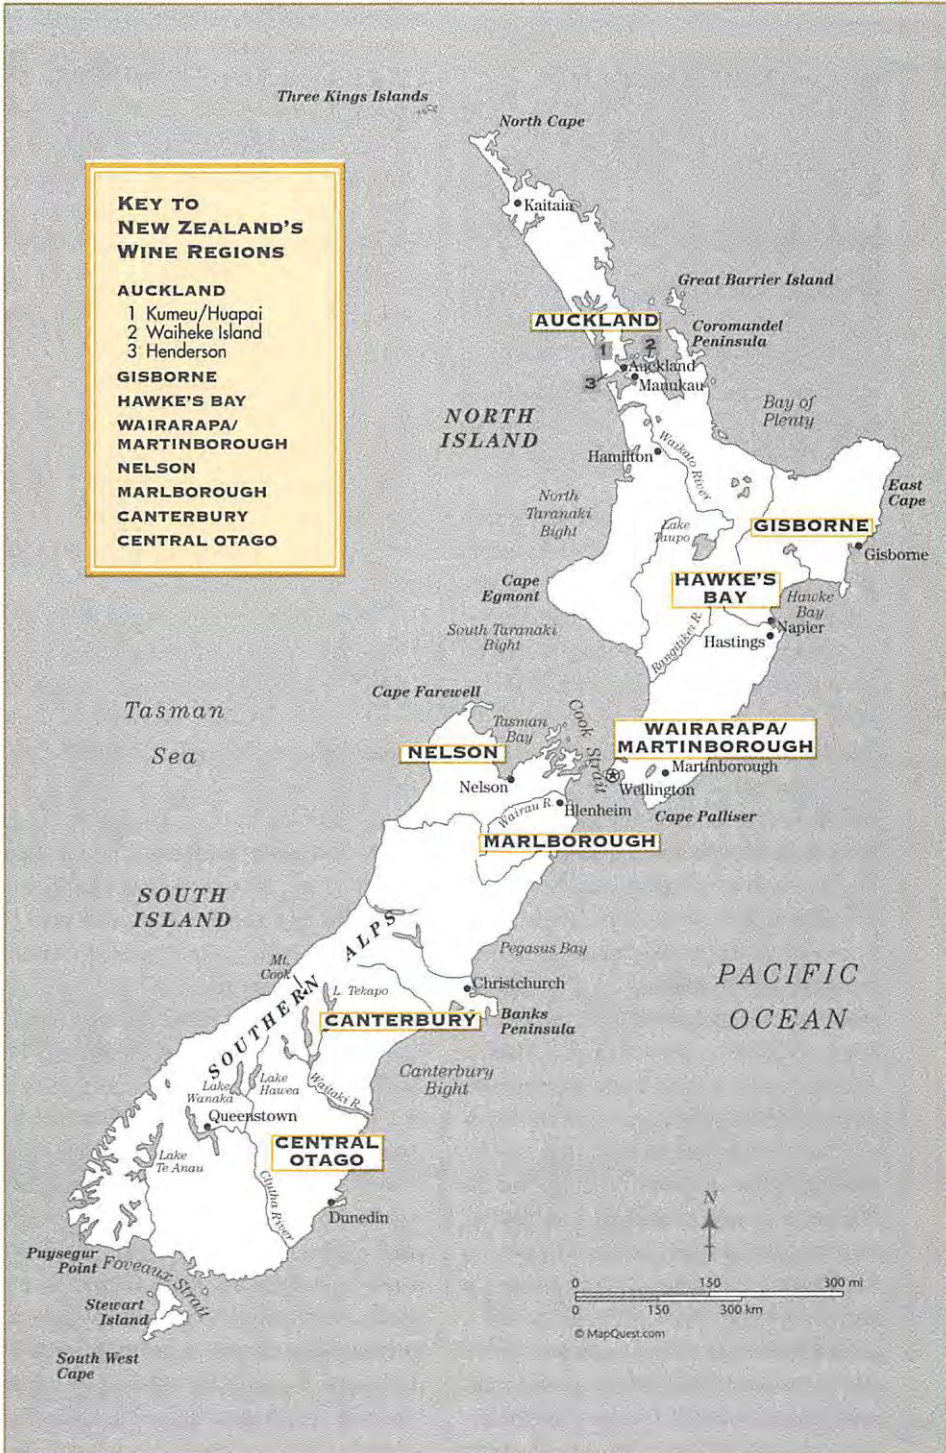 Three Kings Islands
North Cape
KEY TO
NEW ZEALAND'S
WINE REGIONS
AUCKLAND
1 Kumeu/Huapai
2 Waiheke Island
3 Henderson
GISBORNE
HAWKE'S BAY
WAIRARAPA/
MARTINBOROUGH
NELSON
MARLBOROUGH
CANTERBURY
CENTRAL OTAGO
Kaitaia
Great Barrier Island
AUCKLAND
Coromandel
Peninsula
1
2
Auckland
3
Manukau
NORTH
ISLAND
Bay of
Plenty
Hamilton
Waikato River
East
Cape
North
Taranaki
Bight
Lake
Taupo
GISBORNE
Gisborne
Cape
Egmont
HAWKE'S
BAY
Hawke
Bay
Napier
South Taranaki
Bight
Rangitikei R.
Hastings
Cape Farewell
Tasman
Sea
Tasman
Bay
Cook Strait
WAIRARAPA/
MARTINBOROUGH
NELSON
Martinborough
Nelson
Wellington
Wairau R.
Blenheim
Cape Palliser
MARLBOROUGH
SOUTH
ISLAND
SOUTHERN ALPS
Pegasus Bay
Mt.
Cook
PACIFIC
OCEAN
Christchurch
L. Tekapo
CANTERBURY
Banks
Peninsula
Canterbury
Bight
Lake
Wanaka
Lake
Hawea
Waitaki R.
Queenstown
CENTRAL
OTAGO
Lake
Te Anau
Clutha River
Dunedin
N
Puysegur
Point
Foveaux Strait
Stewart
Island
South West
Cape
0 150 300 mi
0 150 300 km
© MapQuest.com